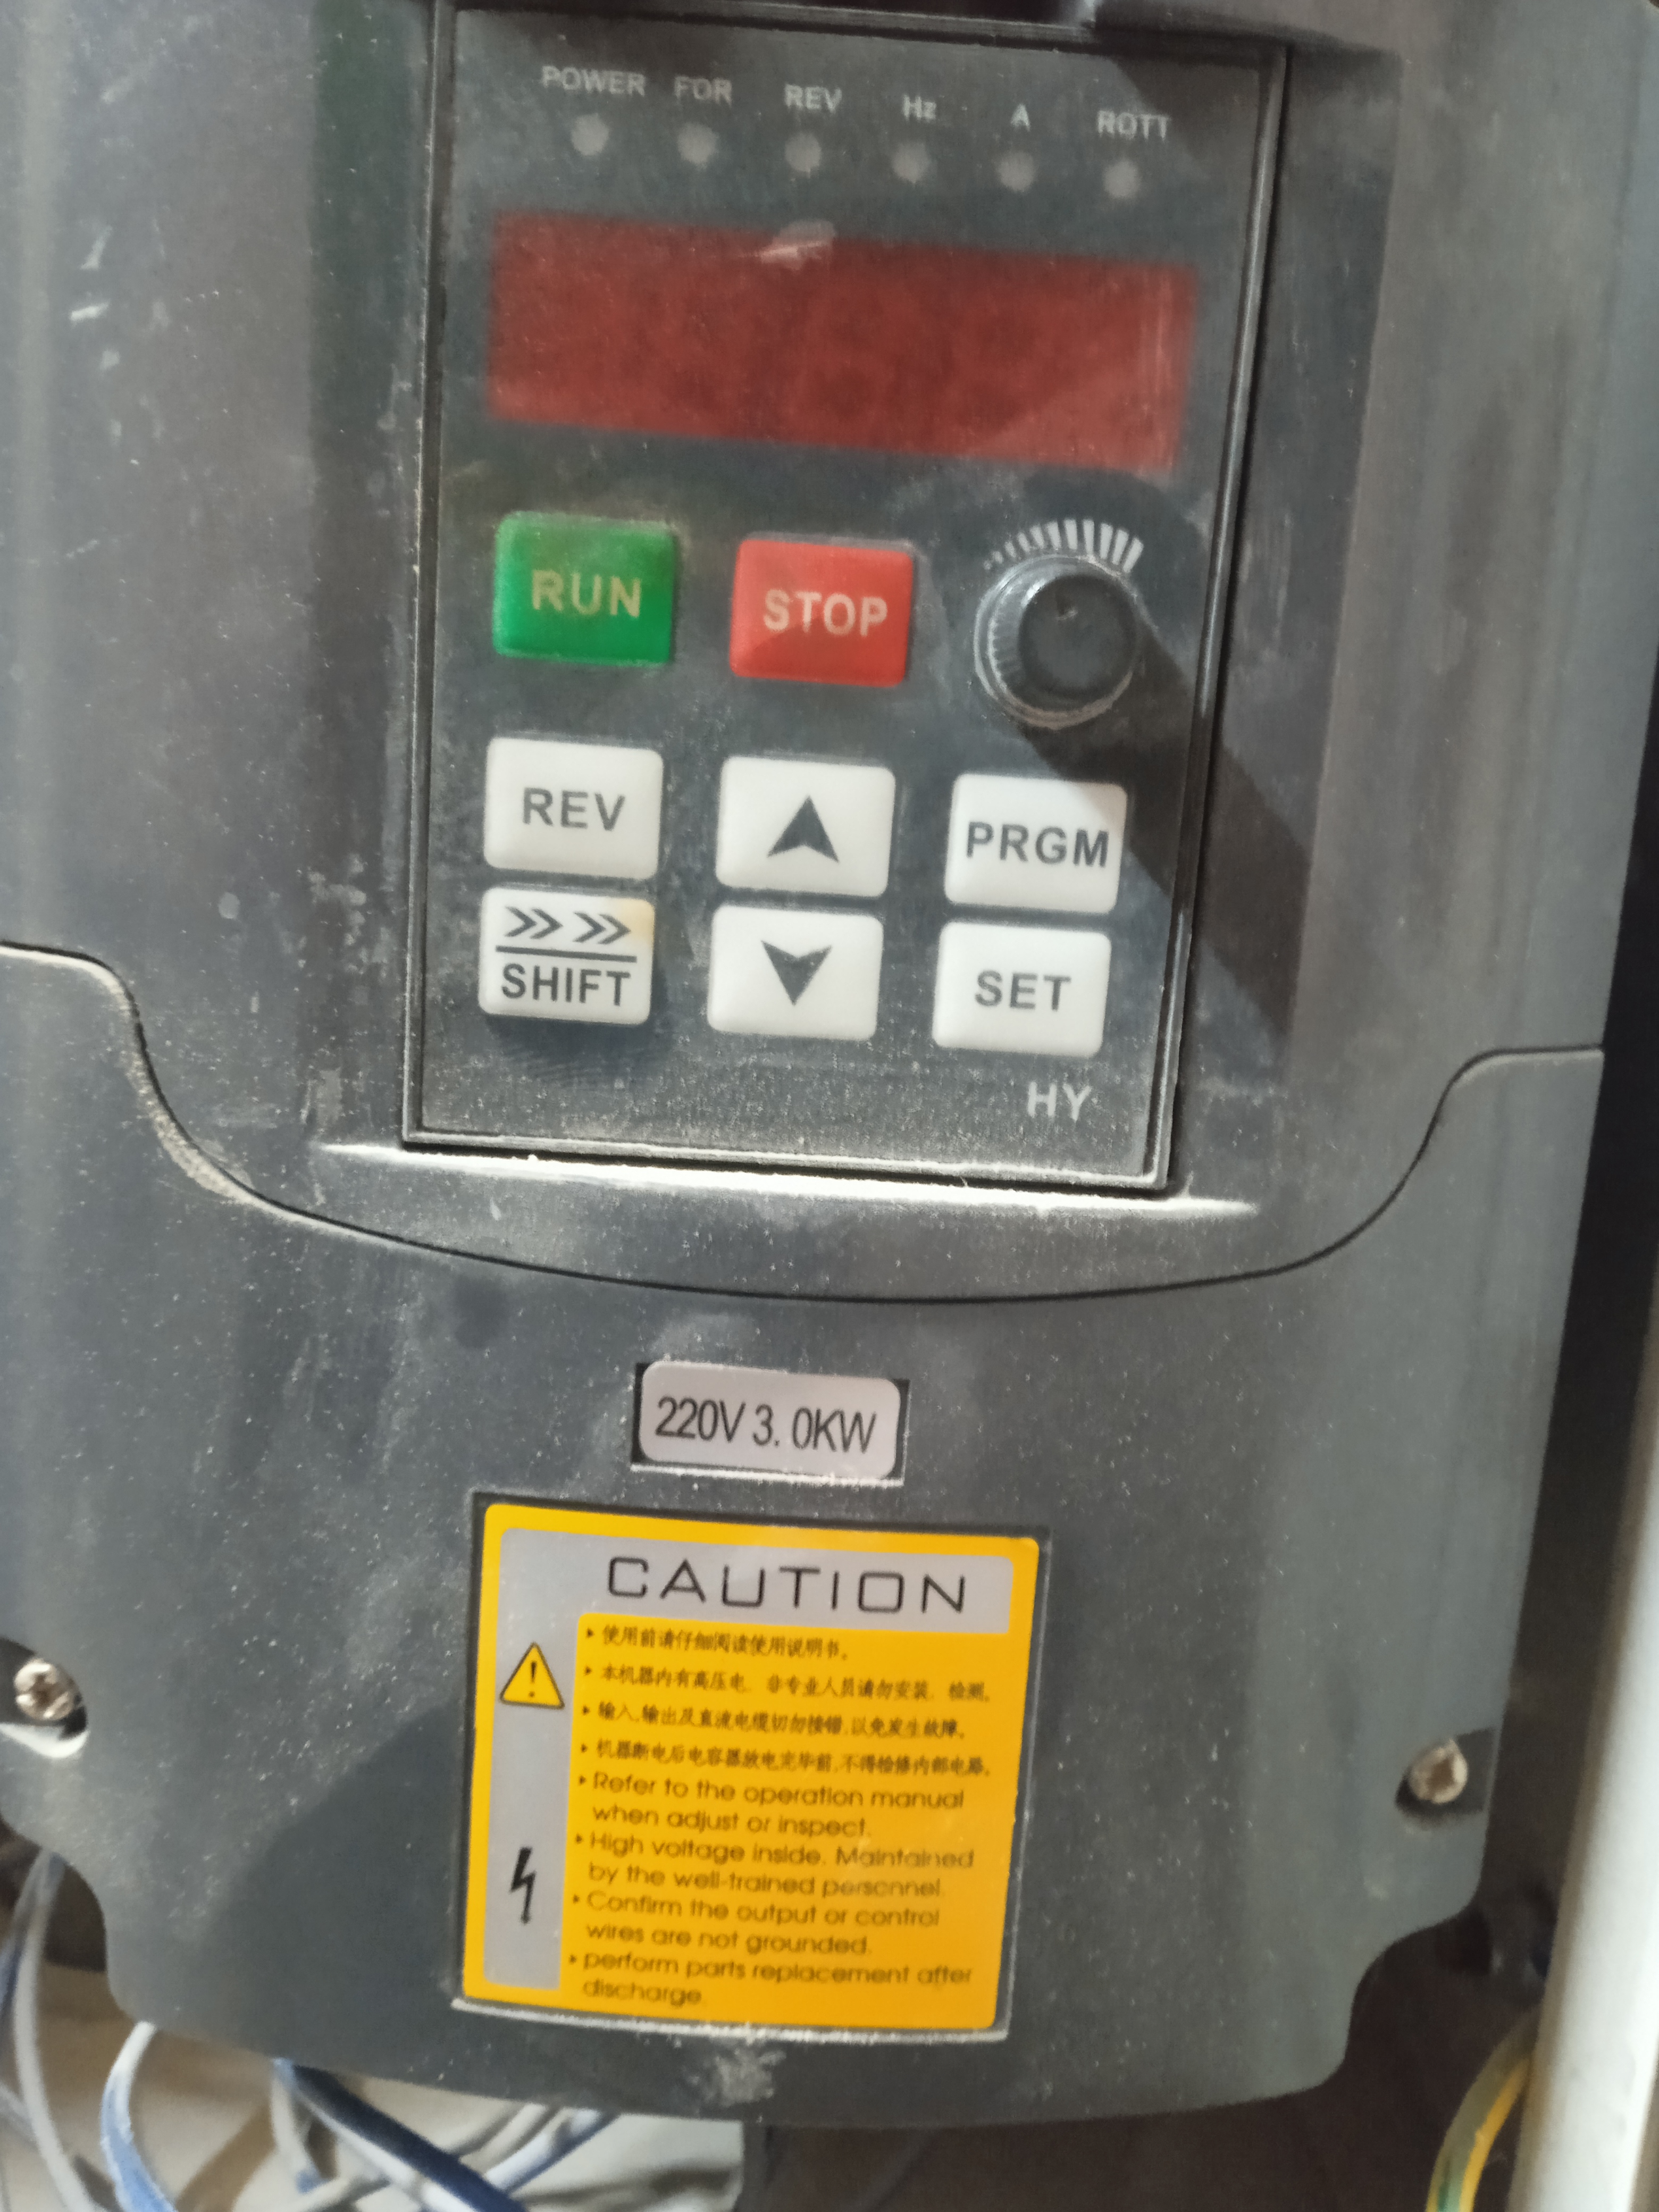 POWER FOR REV Hz A ROTT
RUN STOP
REV PRGM
SHIFT SET
HY
220V 3.0KW
CAUTION
使用前请仔细阅读使用说明书。
本机器内有高压电. 非专业人员请勿安装. 检测。
输入.输出及直流电缆切勿接错,以免发生故障。
机器断电后电容器放电完毕前,不得检修内部电路。
Refer to the operation manual
when adjust or inspect.
High voltage inside. Maintained
by the well-trained personnel.
Confirm the output or control
wires are not grounded.
perform parts replacement after
discharge.